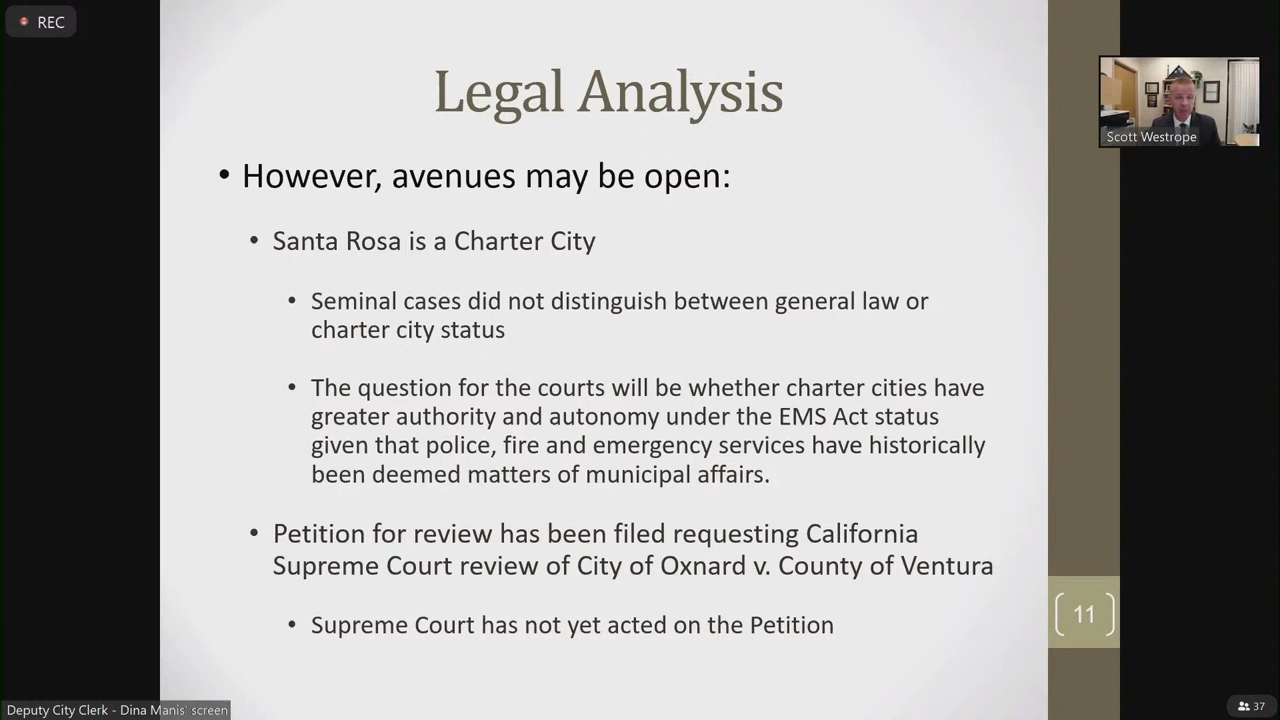 REC
Legal Analysis
• However, avenues may be open:
• Santa Rosa is a Charter City
• Seminal cases did not distinguish between general law or
charter city status
• The question for the courts will be whether charter cities have
greater authority and autonomy under the EMS Act status
given that police, fire and emergency services have historically
been deemed matters of municipal affairs.
• Petition for review has been filed requesting California
Supreme Court review of City of Oxnard v. County of Ventura
• Supreme Court has not yet acted on the Petition
11
Scott Westrope
Deputy City Clerk - Dina Manis' screen
37